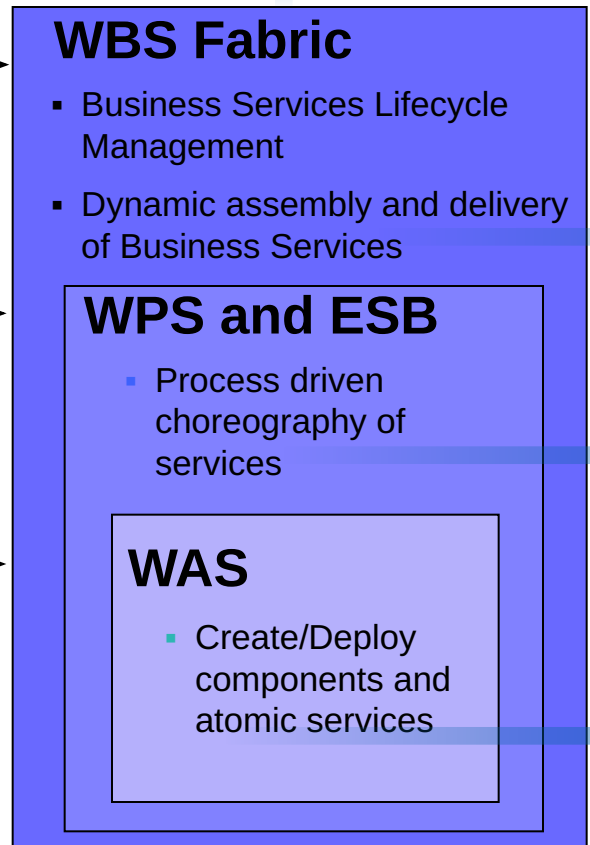 WBS Fabric
▪ Business Services Lifecycle
Management
▪ Dynamic assembly and delivery
of Business Services
WPS and ESB
▪ Process driven
choreography of
services
WAS
▪ Create/Deploy
components and
atomic services